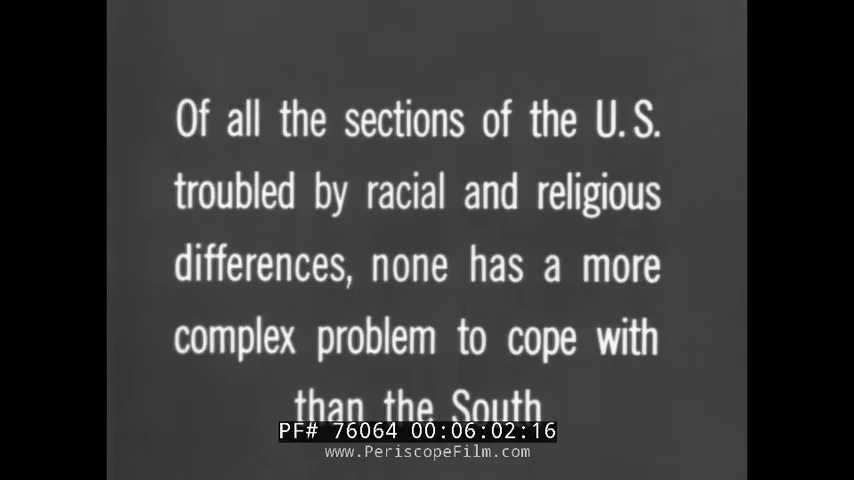 Of all the sections of the U.S.
troubled by racial and religious
differences, none has a more
complex problem to cope with
than the South
PF# 76064 00:06:02:16
www.PeriscopeFilm.com